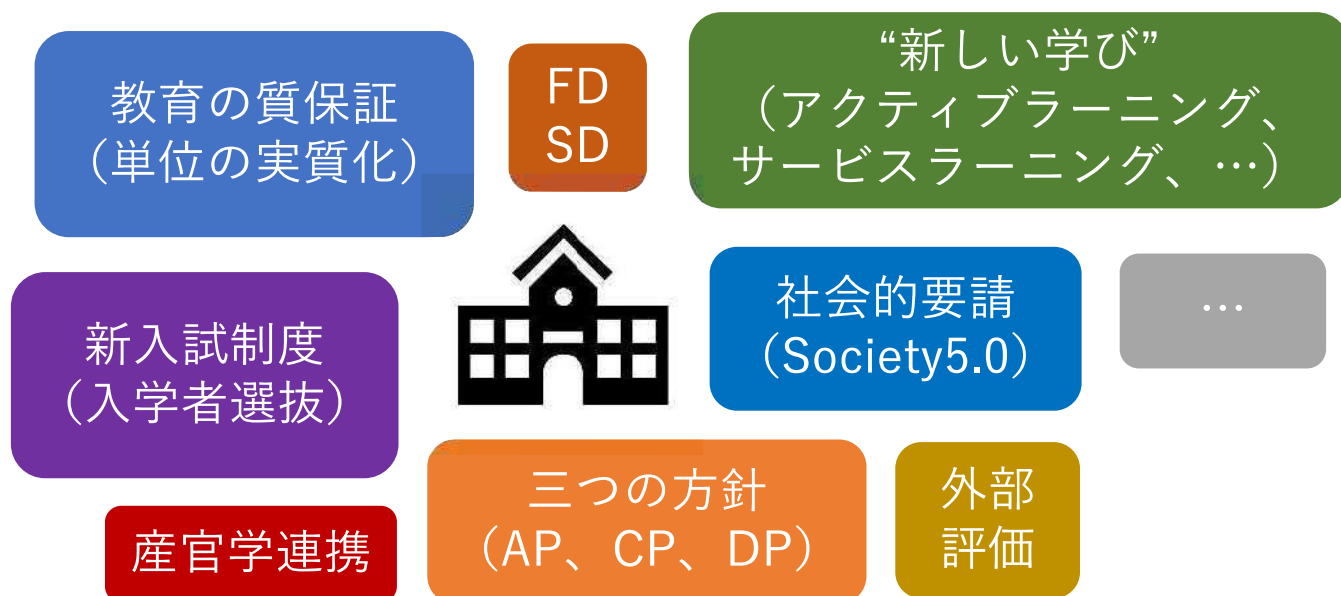 教育の質保証
（単位の実質化）
FD
SD
“新しい学び”
（アクティブラーニング、
サービスラーニング、…）
新入試制度
（入学者選抜）
社会的要請
（Society5.0）
…
産官学連携
三つの方針
（AP、CP、DP）
外部
評価